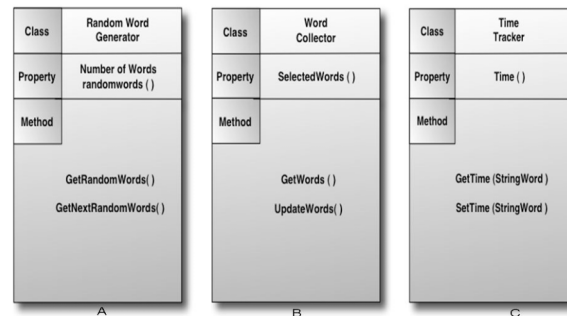 Class
Random Word
Generator
Property
Number of Words
randomwords ( )
Method
GetRandomWords( )
GetNextRandomWords( )
A
Class
Word
Collector
Property
SelectedWords ( )
Method
GetWords ( )
UpdateWords( )
B
Class
Time
Tracker
Property
Time ( )
Method
GetTime (StringWord )
SetTime (StringWord )
C